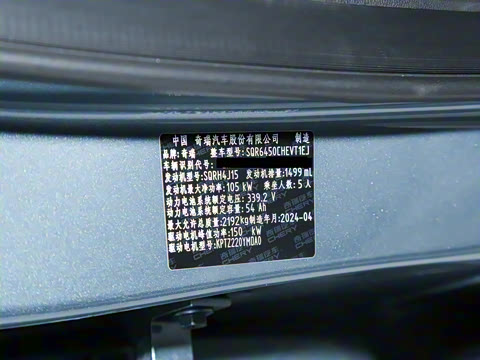 中国 奇瑞汽车股份有限公司 制造
品牌:奇瑞 整车型号:SQR6450CHEVT1EJ
车辆识别代号:
发动机型号:SQRH4J15 发动机排量:1499 mL
发动机最大净功率:105 kW 乘坐人数:5 人
动力电池系统额定电压:339.2 V
动力电池系统额定容量:54 Ah
最大允许总质量:2192kg 制造年月:2024-04
驱动电机峰值功率:150 kW
驱动电机型号:KPTZ220YMDA0
奇瑞汽车 CHERY